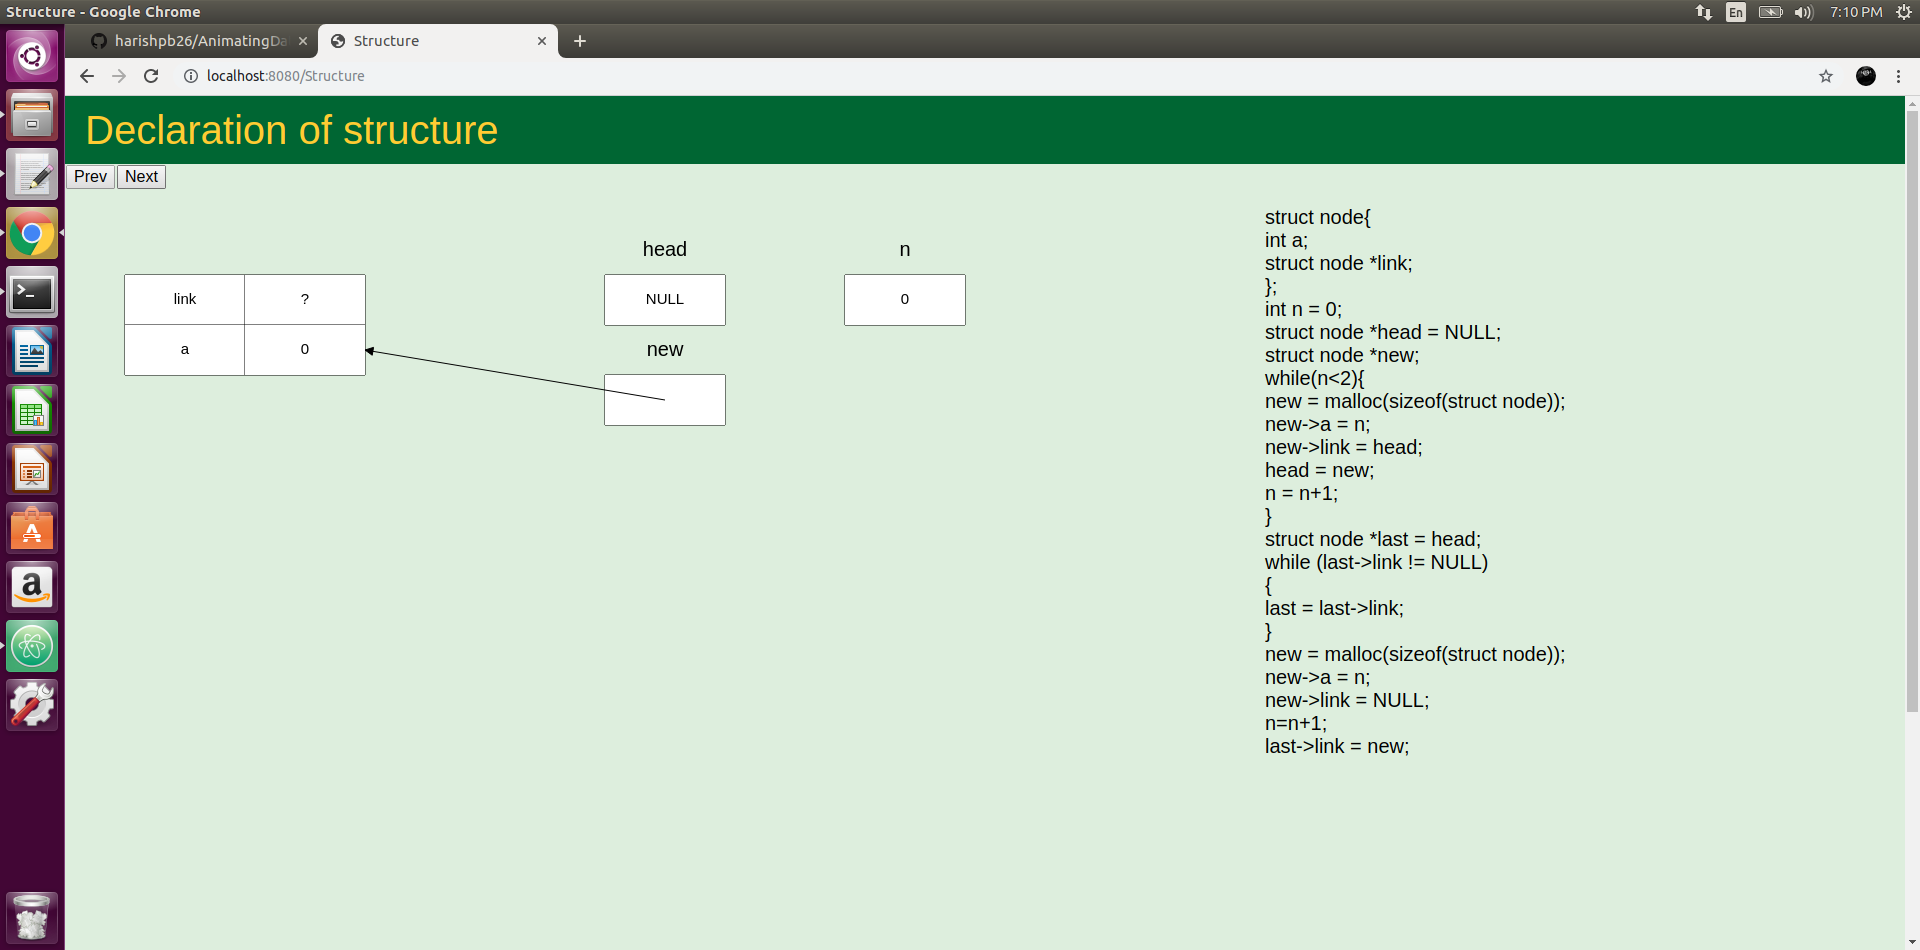 Structure - Google Chrome
En
7:10 PM
harishpb26/AnimatingDa
Structure
localhost:8080/Structure
Declaration of structure
Prev Next
head n
link ? NULL 0
a 0
new
struct node{
int a;
struct node *link;
};
int n = 0;
struct node *head = NULL;
struct node *new;
while(n<2){
new = malloc(sizeof(struct node));
new->a = n;
new->link = head;
head = new;
n = n+1;
}
struct node *last = head;
while (last->link != NULL)
{
last = last->link;
}
new = malloc(sizeof(struct node));
new->a = n;
new->link = NULL;
n=n+1;
last->link = new;